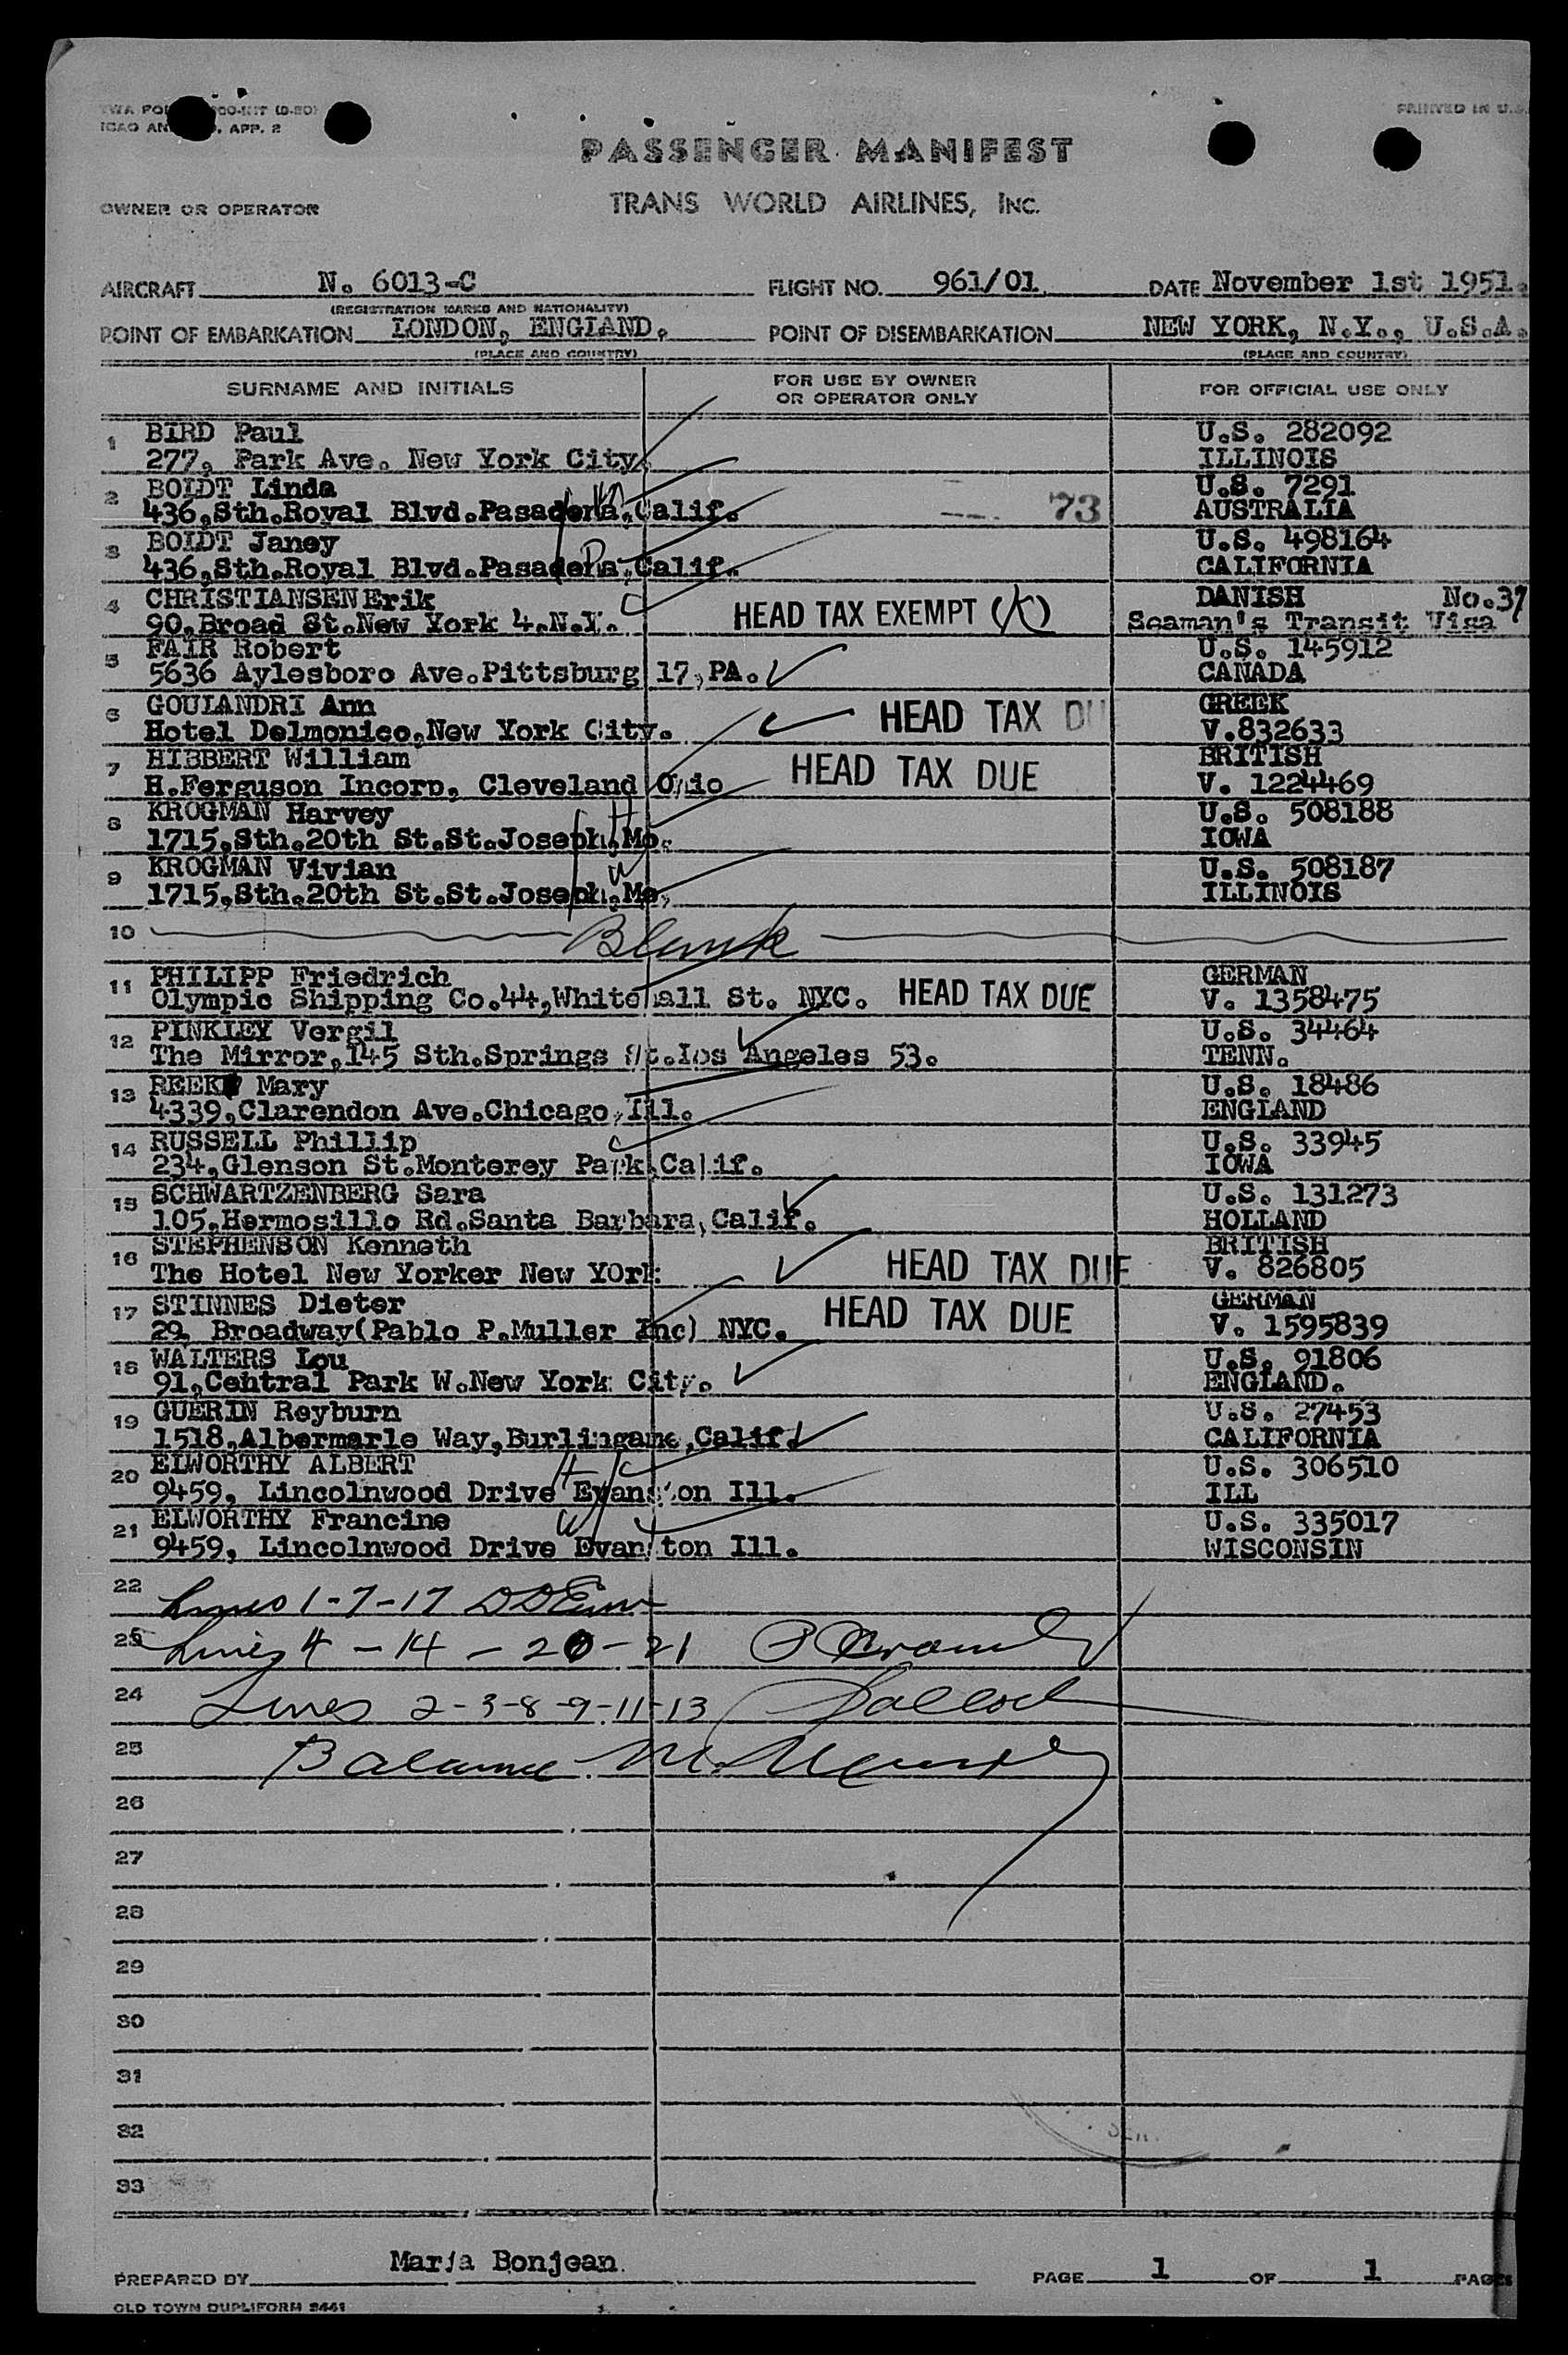 ICAO AN , APP. 2
PRINTED IN U.S.
PASSENGER MANIFEST
OWNER OR OPERATOR
TRANS WORLD AIRLINES, INC.
AIRCRAFT N. 6013-C FLIGHT NO. 961/01 DATE November 1st 1951.
(REGISTRATION MARKS AND NATIONALITY)
POINT OF EMBARKATION LONDON, ENGLAND. POINT OF DISEMBARKATION NEW YORK, N.Y., U.S.A.
(PLACE AND COUNTRY) (PLACE AND COUNTRY)
SURNAME AND INITIALS FOR USE BY OWNER OR OPERATOR ONLY FOR OFFICIAL USE ONLY
1 BIRD Paul U.S. 282092
277, Park Ave. New York City ILLINOIS
2 BOLDT Linda U.S. 7291
436,Sth.Royal Blvd.Pasadena,Calif. 73 AUSTRALIA
3 BOLDT Janey U.S. 498164
436,Sth.Royal Blvd.Pasadena,Calif. CALIFORNIA
4 CHRISTIANSEN Erik DANISH No.37
90,Broad St.New York 4.N.Y. HEAD TAX EXEMPT Seaman's Transit Visa
5 FAIR Robert U.S. 145912
5636 Aylesboro Ave.Pittsburg 17,PA. CANADA
6 GOULANDRI Ann GREEK
Hotel Delmonico,New York City. HEAD TAX DU V.832633
7 HIBBERT William BRITISH
H.Ferguson Incorp, Cleveland Ohio HEAD TAX DUE V. 1224469
8 KROGMAN Harvey H U.S. 508188
1715,Sth.20th St.St.Joseph,Mo. IOWA
9 KROGMAN Vivian W U.S. 508187
1715,Sth.20th St.St.Joseph,Mo. ILLINOIS
10 Blank
11 PHILIPP Friedrich GERMAN
Olympic Shipping Co.44,Whitehall St. NYC. HEAD TAX DUE V. 1358475
12 PINKLEY Vergil U.S. 34464
The Mirror,145 Sth.Springs St.Los Angeles 53. TENN.
13 REEK Mary U.S. 18486
4339,Clarendon Ave.Chicago,Ill. ENGLAND
14 RUSSELL Phillip U.S. 33945
234,Glenson St.Monterey Park,Calif. IOWA
15 SCHWARTZENBERG Sara U.S. 131273
105,Hermosillo Rd.Santa Barbara,Calif. HOLLAND
16 STEPHENSON Kenneth BRITISH
The Hotel New Yorker New YOrk HEAD TAX DUE V. 826805
17 STINNES Dieter GERMAN
29, Broadway(Pablo P.Muller Inc) NYC. HEAD TAX DUE V. 1595839
18 WALTERS Lou U.S. 91806
91,Central Park W.New York City. ENGLAND.
19 GUERIN Reyburn U.S. 27453
1518,Albermarle Way,Burlingame,Calif. CALIFORNIA
20 ELWORTHY ALBERT H U.S. 306510
9459, Lincolnwood Drive Evanston Ill. ILL
21 ELWORTHY Francine W U.S. 335017
9459, Lincolnwood Drive Evanston Ill. WISCONSIN
22 Lines 1-7-17
23 Lines 4 - 14 - 20 - 21
24 Lines 2-3-8-9-11-13
25 Balance
26
27
28
29
30
31
32
33
PREPARED BY Maria Bonjean PAGE 1 OF 1 PAGES
OLD TOWN DUPLIFORM 9441